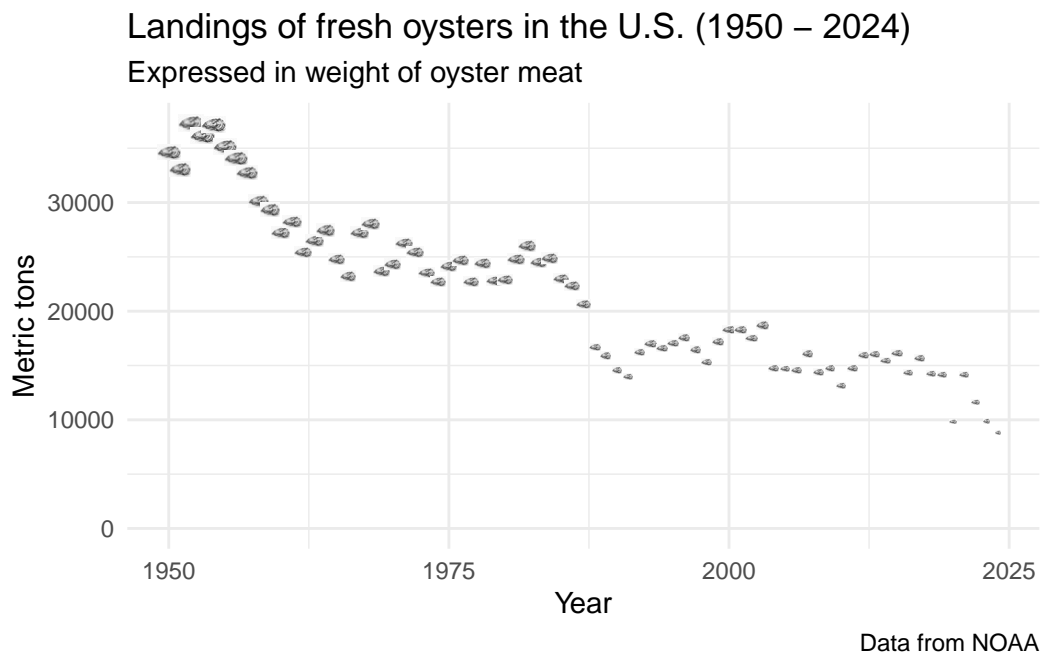 Landings of fresh oysters in the U.S. (1950 – 2024)
Expressed in weight of oyster meat
Metric tons
30000
20000
10000
0
1950
1975
2000
2025
Year
Data from NOAA